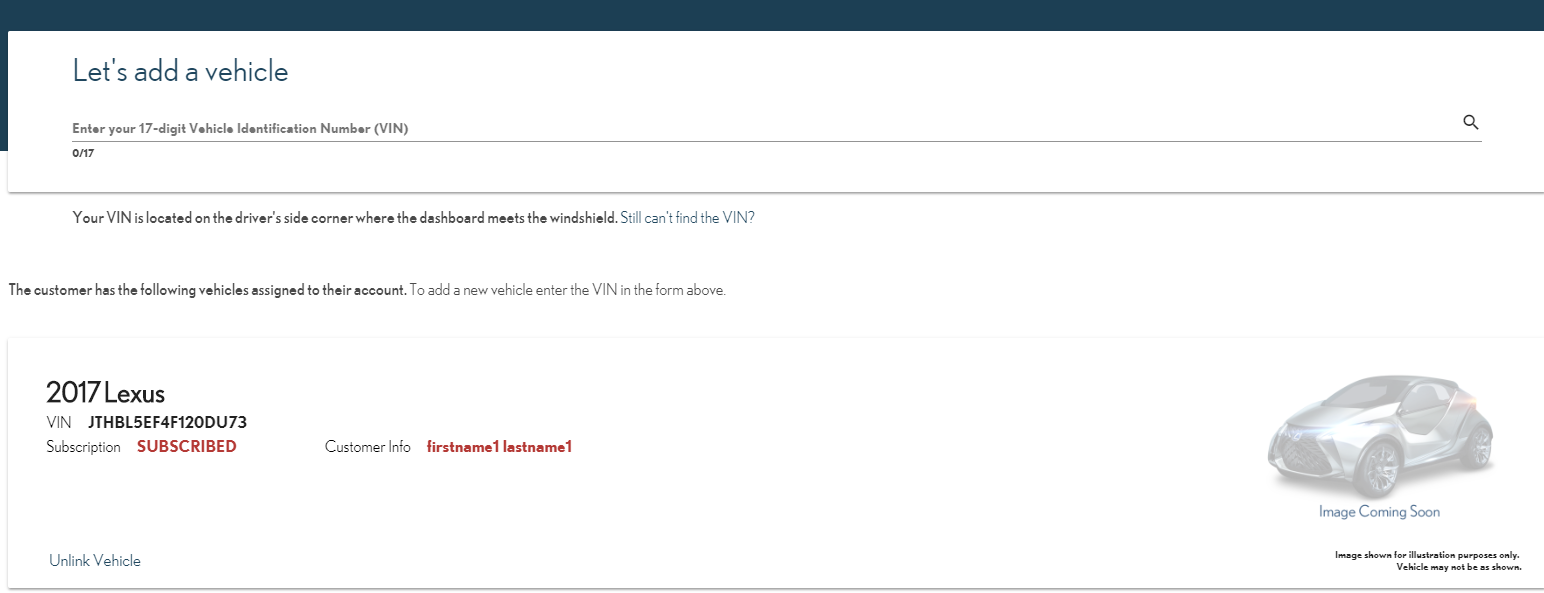 Let's add a vehicle
Enter your 17-digit Vehicle Identification Number (VIN)
0/17
Your VIN is located on the driver's side corner where the dashboard meets the windshield. Still can't find the VIN?
The customer has the following vehicles assigned to their account. To add a new vehicle enter the VIN in the form above.
2017 Lexus
VIN JTHBL5EF4F120DU73
Subscription SUBSCRIBED Customer Info firstname1 lastname1
Image Coming Soon
Unlink Vehicle
Image shown for illustration purposes only.
Vehicle may not be as shown.